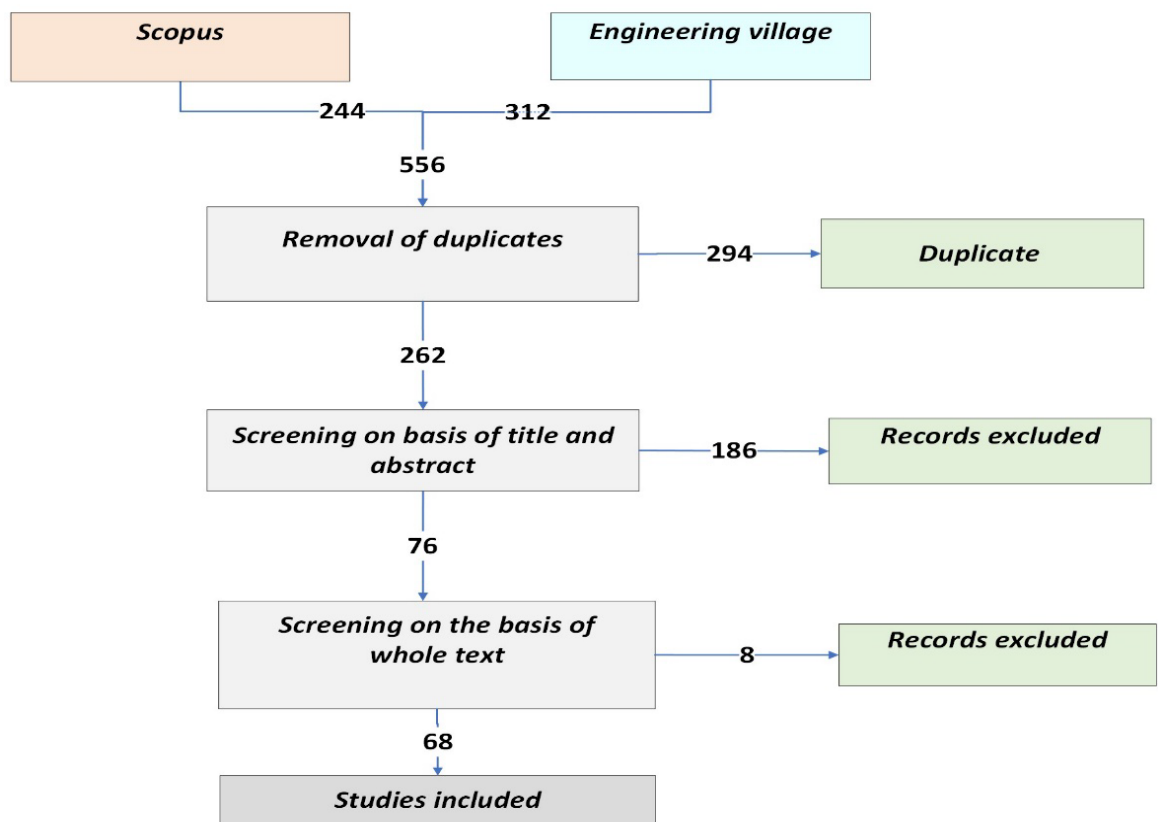 Scopus
Engineering village
244
312
556
Removal of duplicates
294
Duplicate
262
Screening on basis of title and
abstract
186
Records excluded
76
Screening on the basis of
whole text
8
Records excluded
68
Studies included